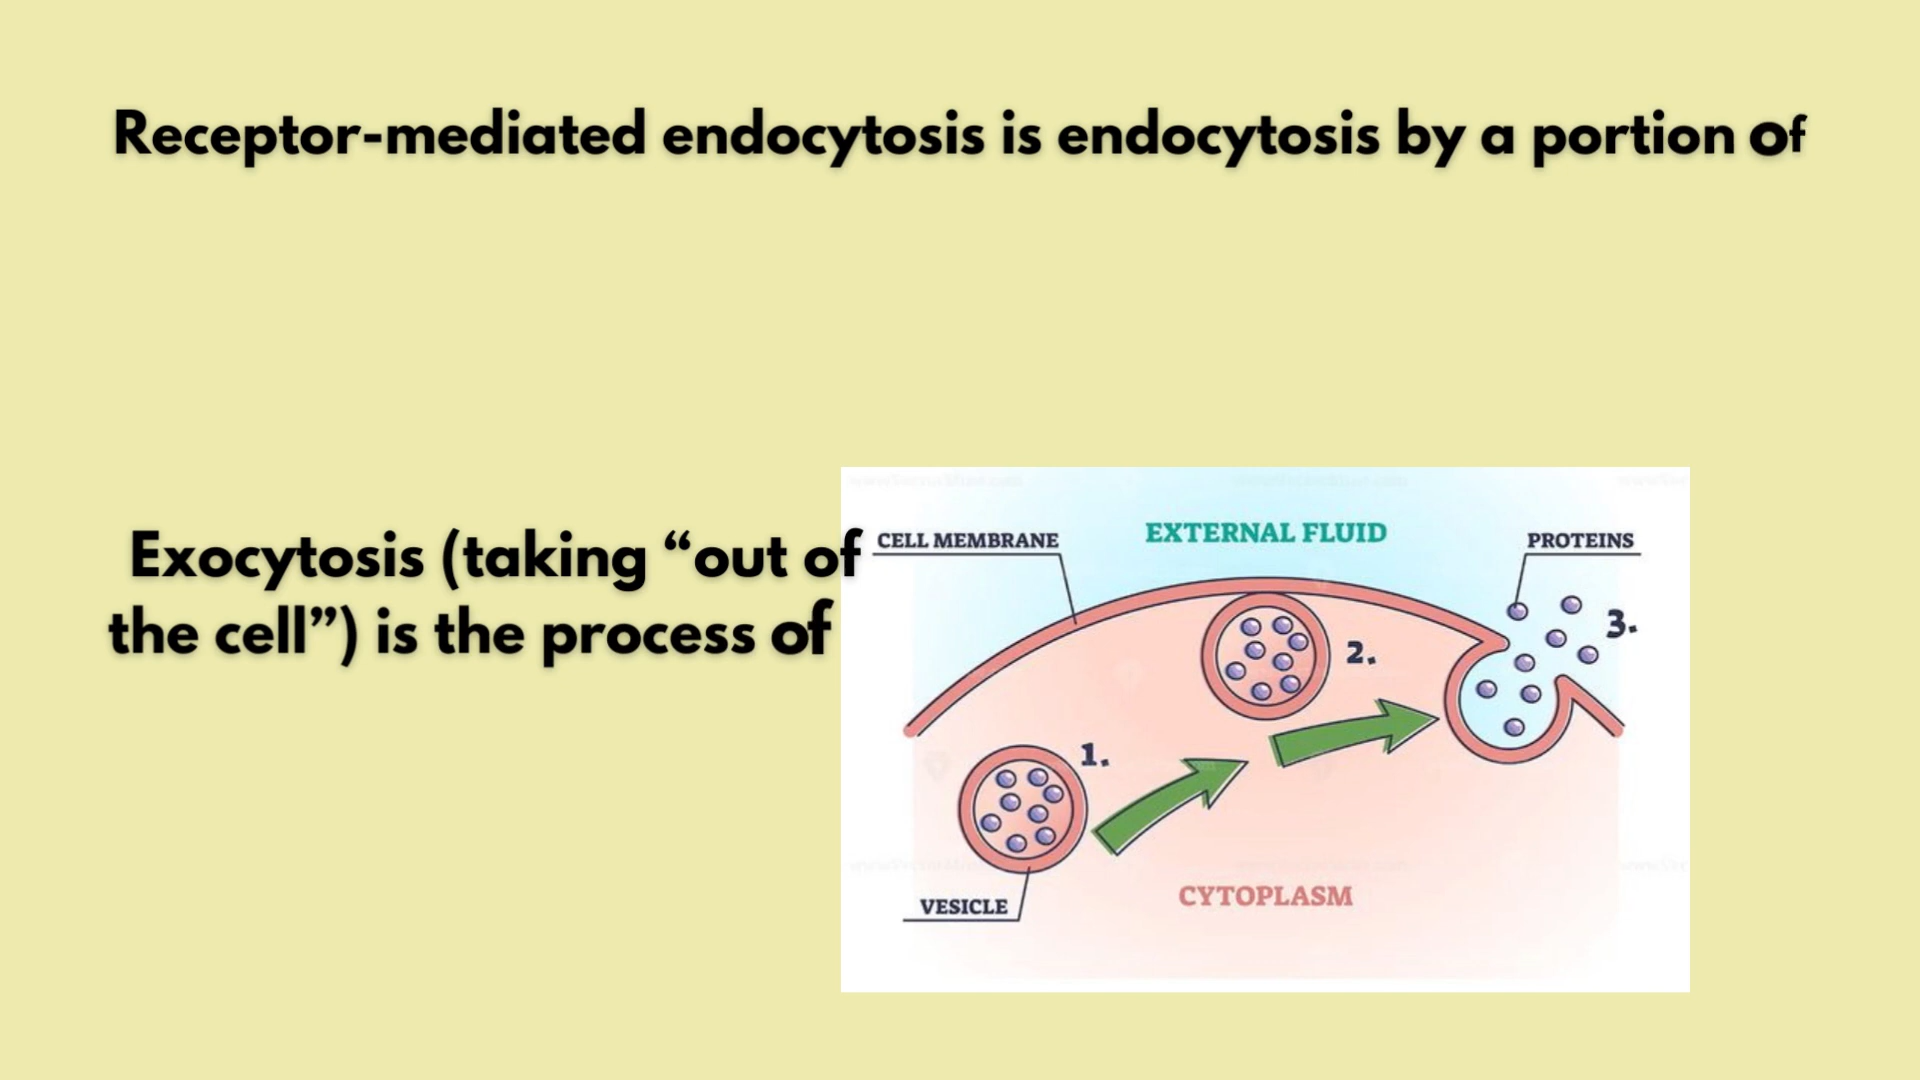 Receptor-mediated endocytosis is endocytosis by a portion of
Exocytosis (taking “out of
the cell”) is the process of
CELL MEMBRANE
EXTERNAL FLUID
PROTEINS
3.
2.
1.
VESICLE
CYTOPLASM